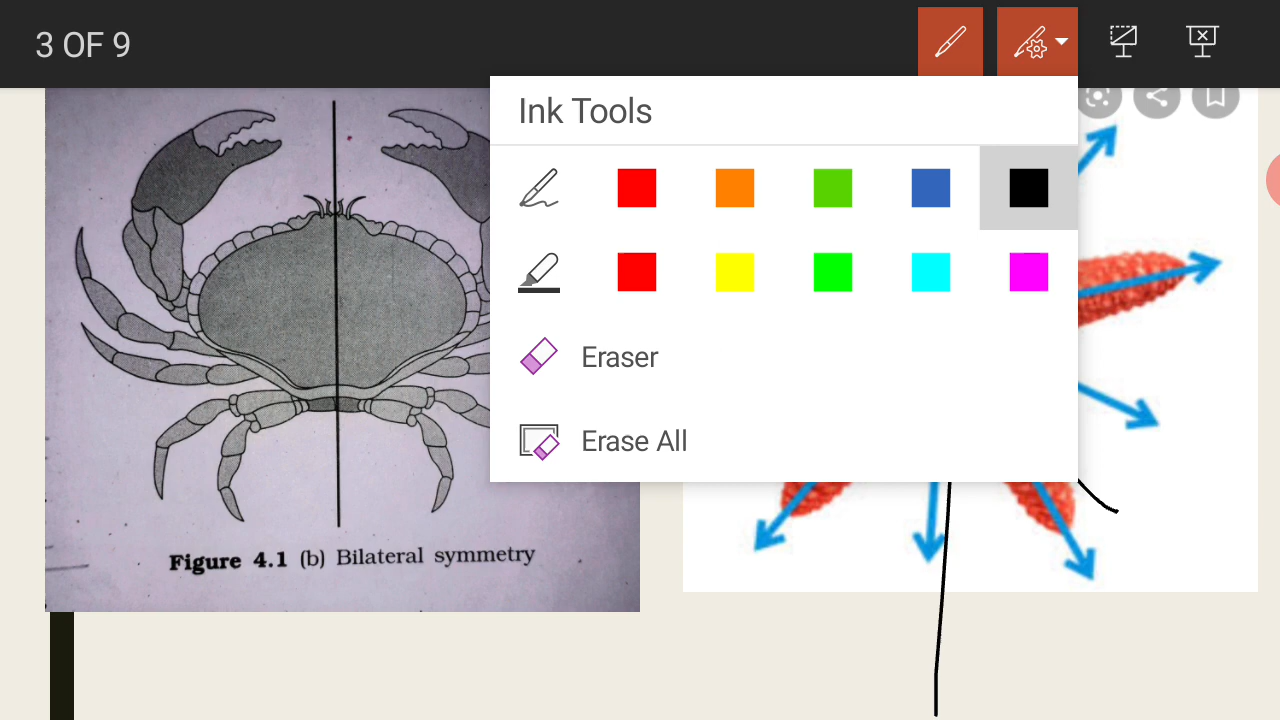 3 OF 9
Ink Tools
Eraser
Erase All
Figure 4.1 (b) Bilateral symmetry